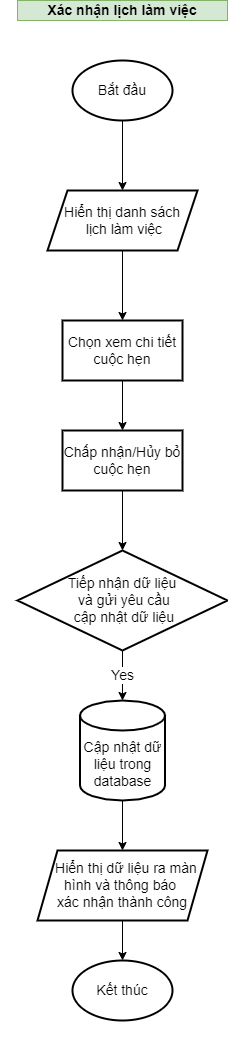 Xác nhận lịch làm việc
Bắt đầu
Hiển thị danh sách
lịch làm việc
Chọn xem chi tiết
cuộc hẹn
Chấp nhận/Hủy bỏ
cuộc hẹn
Tiếp nhận dữ liệu
và gửi yêu cầu
cập nhật dữ liệu
Yes
Cập nhật dữ
liệu trong
database
Hiển thị dữ liệu ra màn
hình và thông báo
xác nhận thành công
Kết thúc